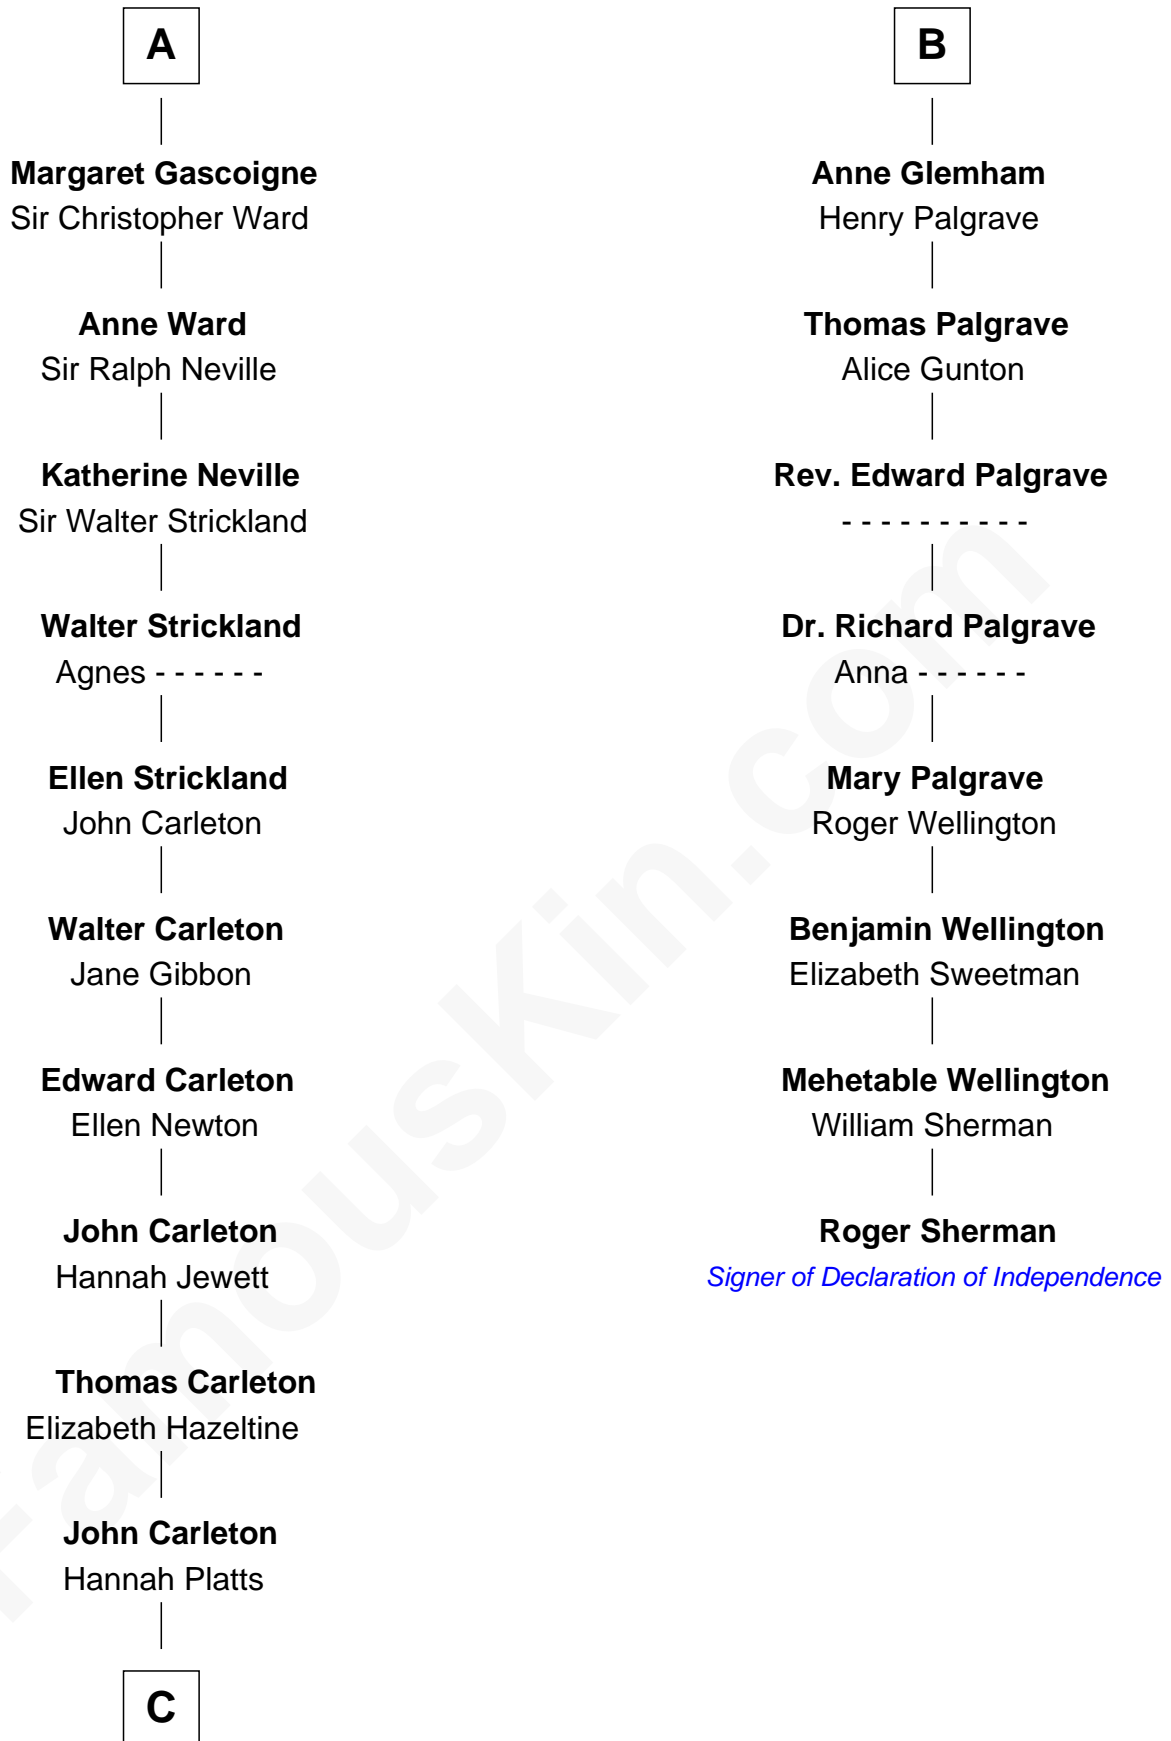 A
Margaret Gascoigne
Sir Christopher Ward
Anne Ward
Sir Ralph Neville
Katherine Neville
Sir Walter Strickland
Walter Strickland
Agnes - - - - - -
Ellen Strickland
John Carleton
Walter Carleton
Jane Gibbon
Edward Carleton
Ellen Newton
John Carleton
Hannah Jewett
Thomas Carleton
Elizabeth Hazeltine
John Carleton
Hannah Platts
C
B
Anne Glemham
Henry Palgrave
Thomas Palgrave
Alice Gunton
Rev. Edward Palgrave
- - - - - - - - - -
Dr. Richard Palgrave
Anna - - - - - -
Mary Palgrave
Roger Wellington
Benjamin Wellington
Elizabeth Sweetman
Mehetable Wellington
William Sherman
Roger Sherman
Signer of Declaration of Independence
FamousKin.com